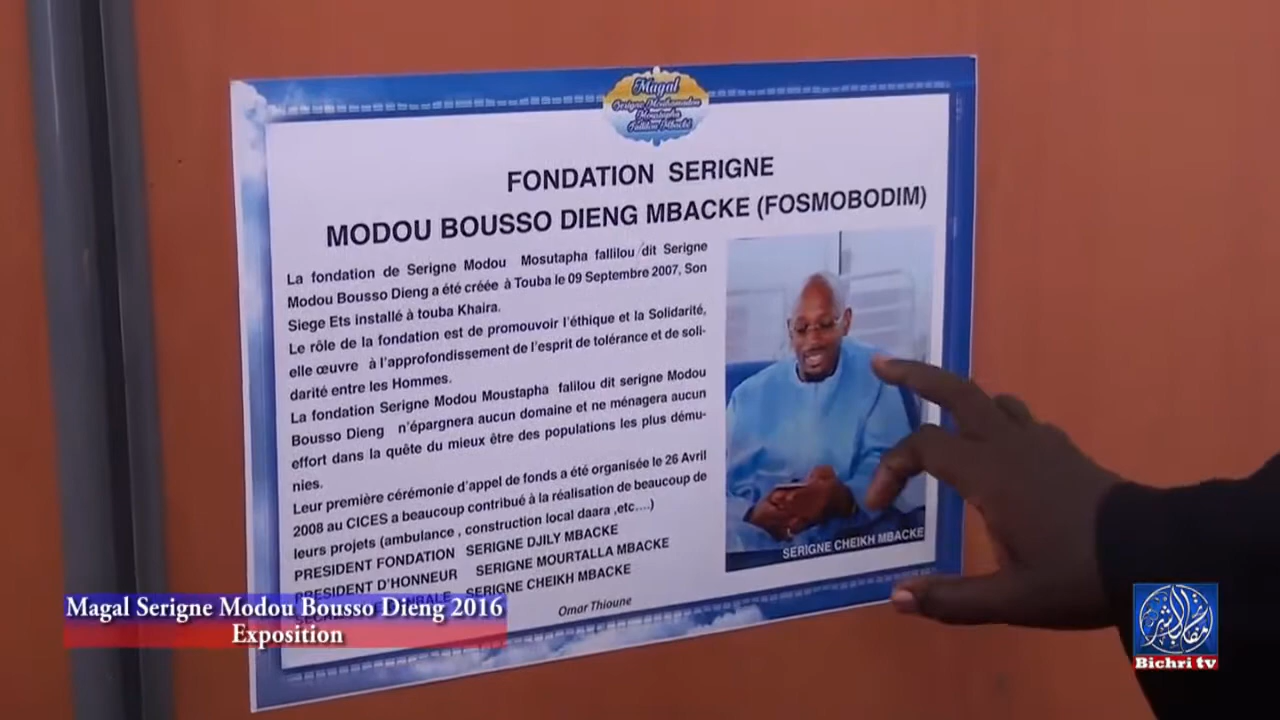 Magal
Serigne Mouhamadou
Moustapha
Falilou Mbacké
FONDATION SERIGNE
MODOU BOUSSO DIENG MBACKE (FOSMOBODIM)
La fondation de Serigne Modou Mosutapha fallilou dit Serigne
Modou Bousso Dieng a été créée à Touba le 09 Septembre 2007, Son
Siege Ets installé à touba Khaira.
Le rôle de la fondation est de promouvoir l'éthique et la Solidarité,
elle œuvre à l'approfondissement de l'esprit de tolérance et de soli-
darité entre les Hommes.
La fondation Serigne Modou Moustapha falilou dit serigne Modou
Bousso Dieng n'épargnera aucun domaine et ne ménagera aucun
effort dans la quête du mieux être des populations les plus dému-
nies.
Leur première cérémonie d'appel de fonds a été organisée le 26 Avril
2008 au CICES a beaucoup contribué à la réalisation de beaucoup de
leurs projets (ambulance , construction local daara ,etc....)
PRESIDENT FONDATION SERIGNE DJILY MBACKE
PRESIDENT D'HONNEUR SERIGNE MOURTALLA MBACKE
SERIGNE CHEIKH MBACKE
Omar Thioune
SERIGNE CHEIKH MBACKE
Magal Serigne Modou Bousso Dieng 2016
Exposition
Bichri tv